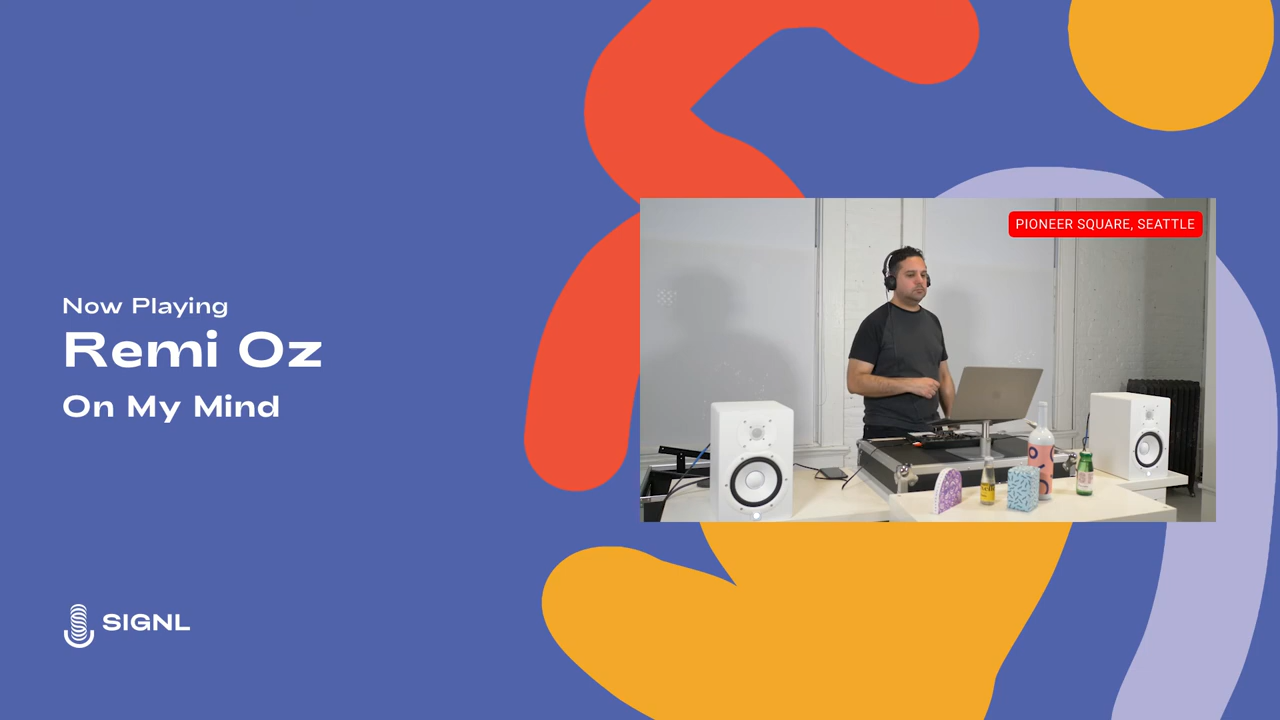 PIONEER SQUARE, SEATTLE
Now Playing
Remi Oz
On My Mind
SIGNL